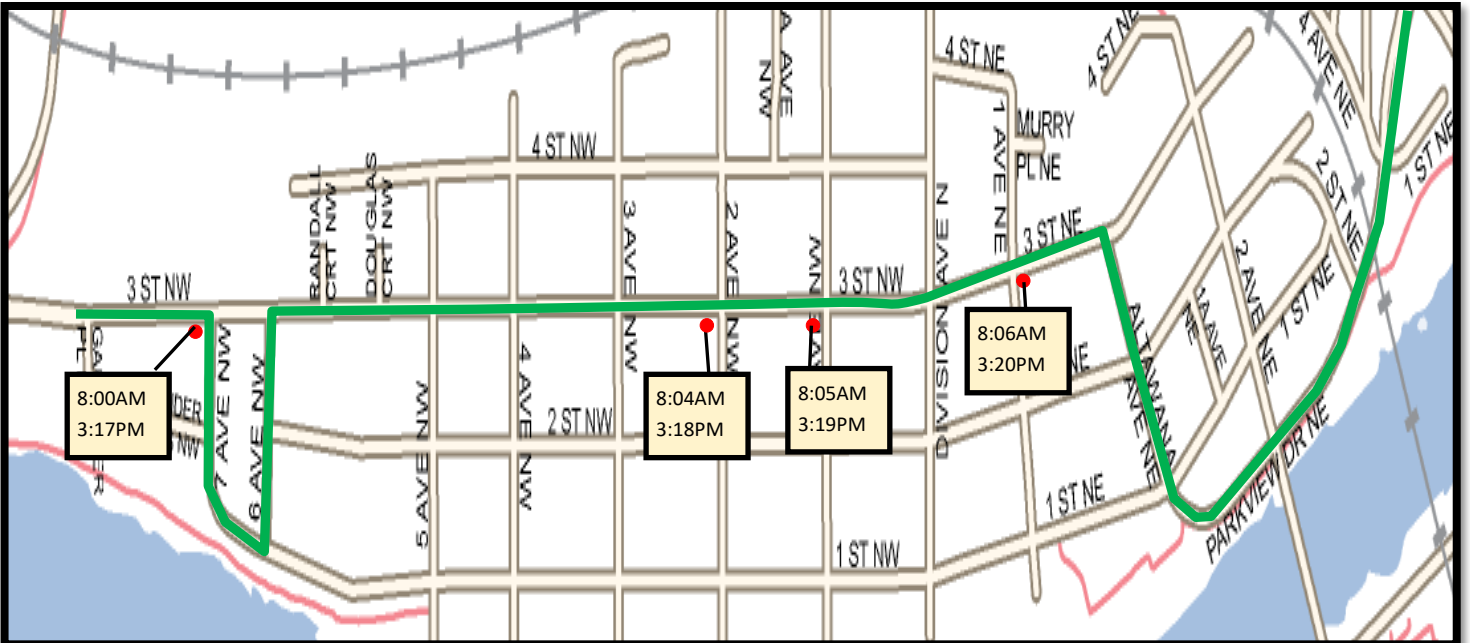 4 ST NE
4 ST NE
4 AVE NE
A AVE
NW
1 AVE NE
MURRY
PL NE
1 ST NE
4 ST NW
2 ST NE
RANDALL
CRT NW
DOUGLAS
CRT NW
3 AVE NW
2 AVE NW
DIVISION AVE N
3 ST NE
3 ST NW
3 ST NW
2 AVE NE
1A AVE
NE
1 ST NE
ALTAWANA
AVE NE
8:00AM
3:17PM
8:04AM
3:18PM
8:05AM
3:19PM
8:06AM
3:20PM
NE
NW
7 AVE NW
6 AVE NW
5 AVE NW
4 AVE NW
2 ST NW
1 ST NE
PARKVIEW DR NE
1 ST NW